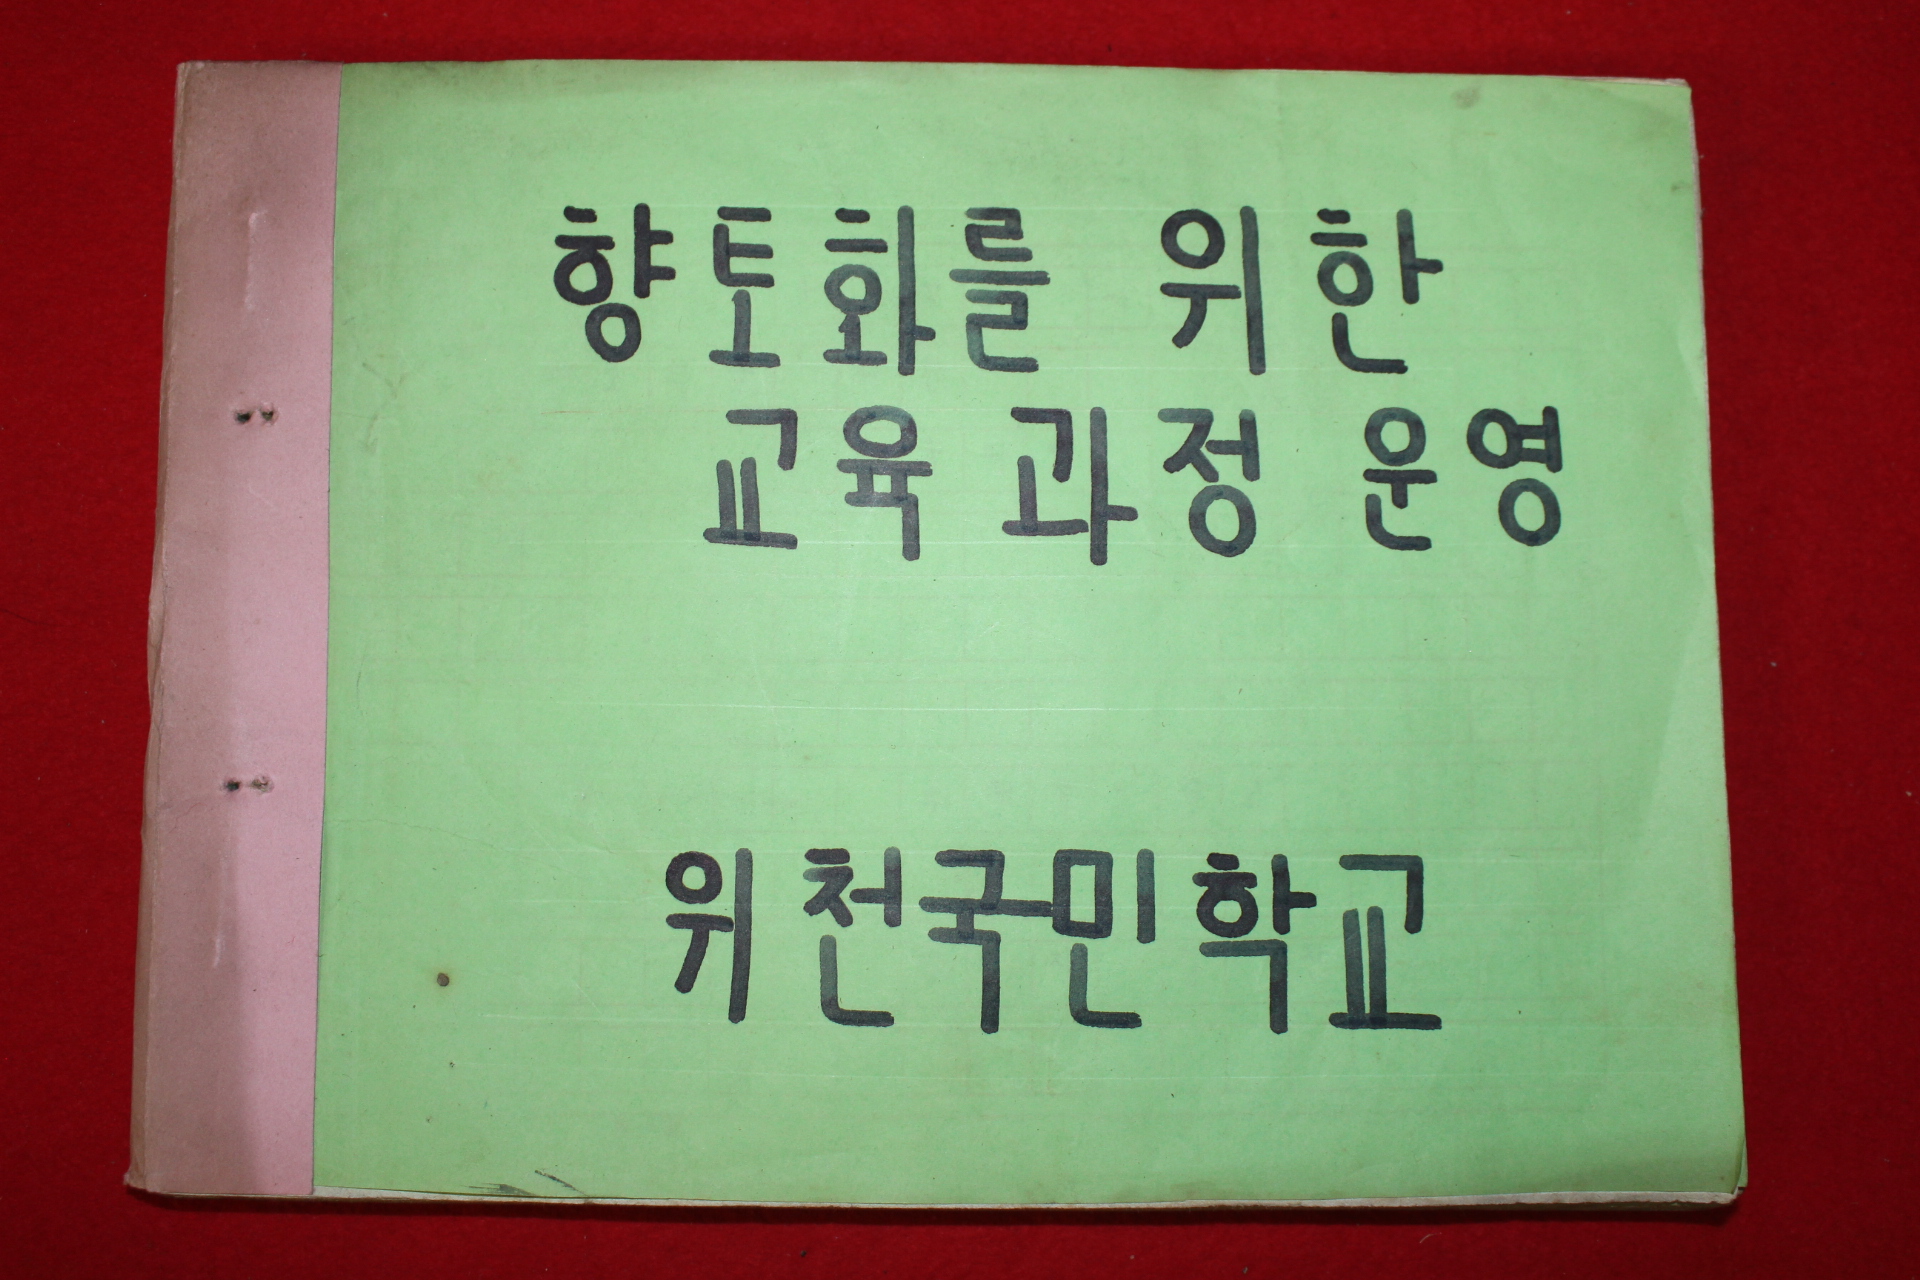 향토화를 위한
교육과정 운영
위천국민학교